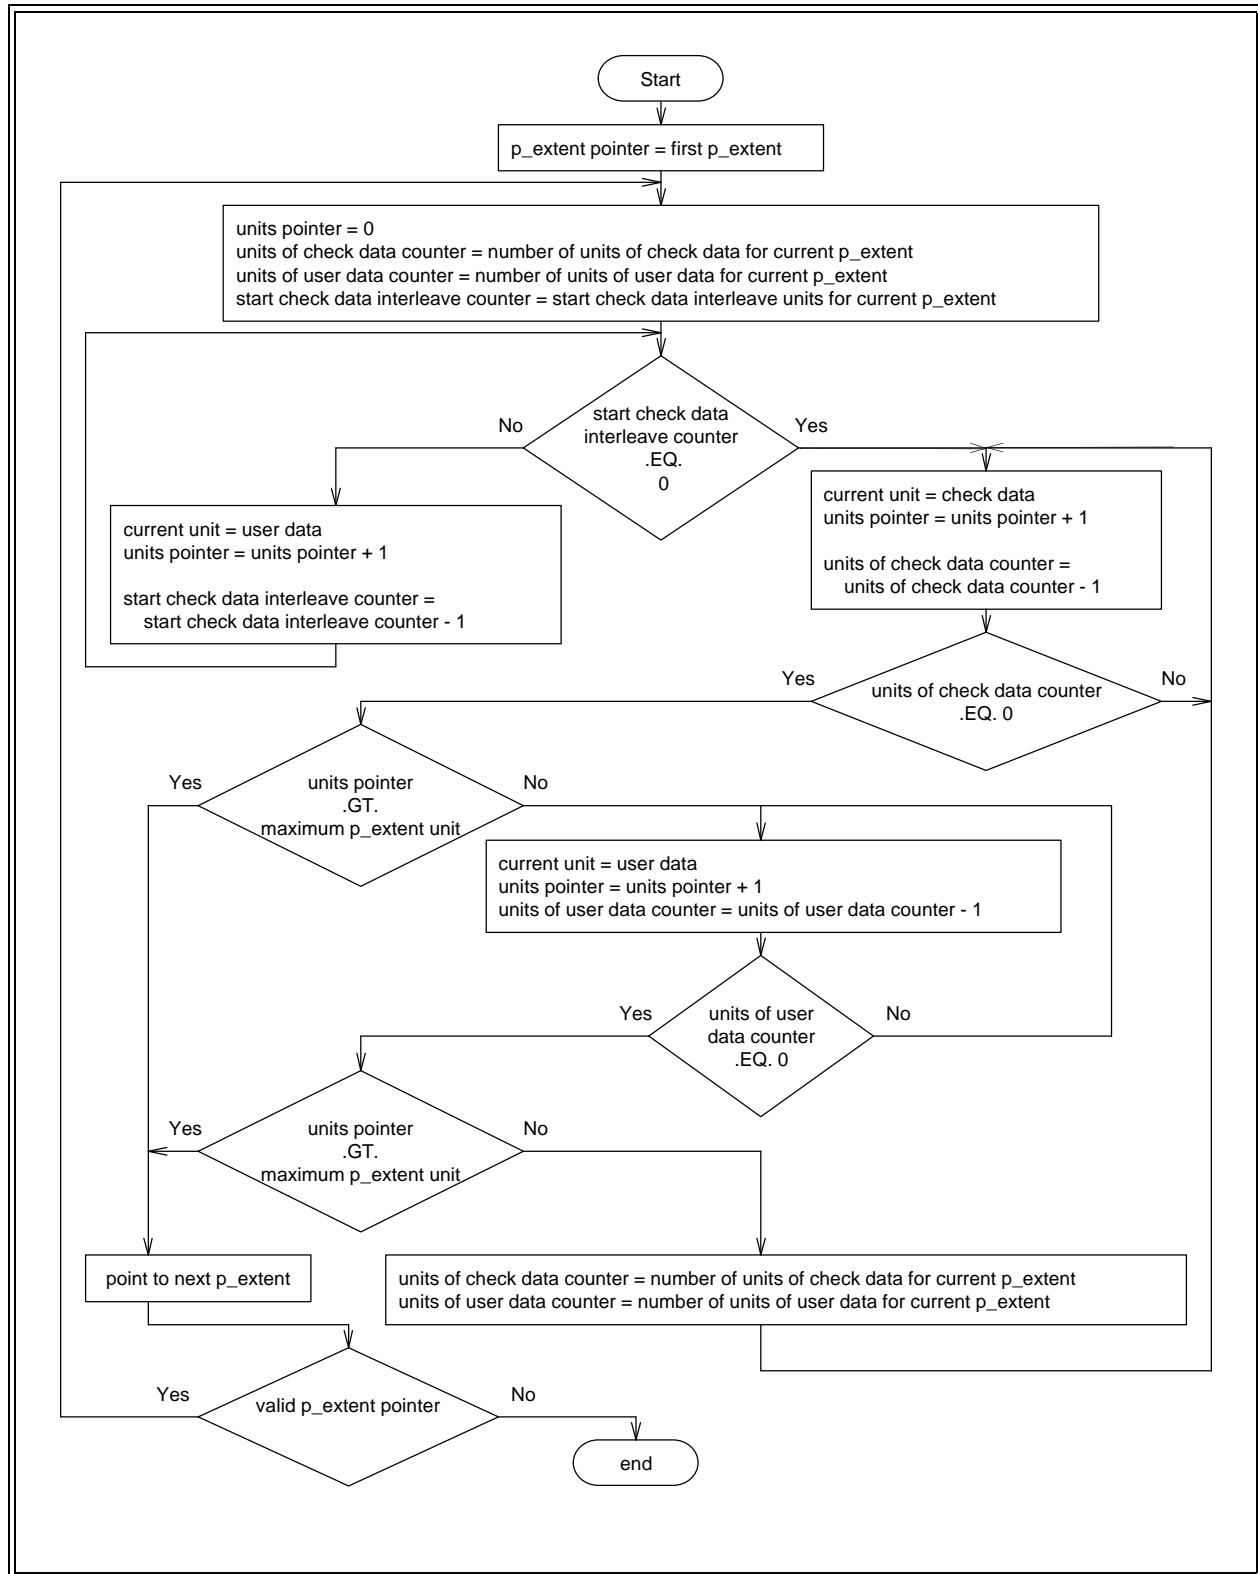 Start
p_extent pointer = first p_extent
units pointer = 0
units of check data counter = number of units of check data for current p_extent
units of user data counter = number of units of user data for current p_extent
start check data interleave counter = start check data interleave units for current p_extent
No
start check data
interleave counter
.EQ.
0
Yes
current unit = user data
units pointer = units pointer + 1
start check data interleave counter =
start check data interleave counter - 1
current unit = check data
units pointer = units pointer + 1
units of check data counter =
units of check data counter - 1
Yes
units of check data counter
.EQ. 0
No
Yes
units pointer
.GT.
maximum p_extent unit
No
current unit = user data
units pointer = units pointer + 1
units of user data counter = units of user data counter - 1
Yes
units of user
data counter
.EQ. 0
No
Yes
units pointer
.GT.
maximum p_extent unit
No
point to next p_extent
units of check data counter = number of units of check data for current p_extent
units of user data counter = number of units of user data for current p_extent
Yes
valid p_extent pointer
No
end